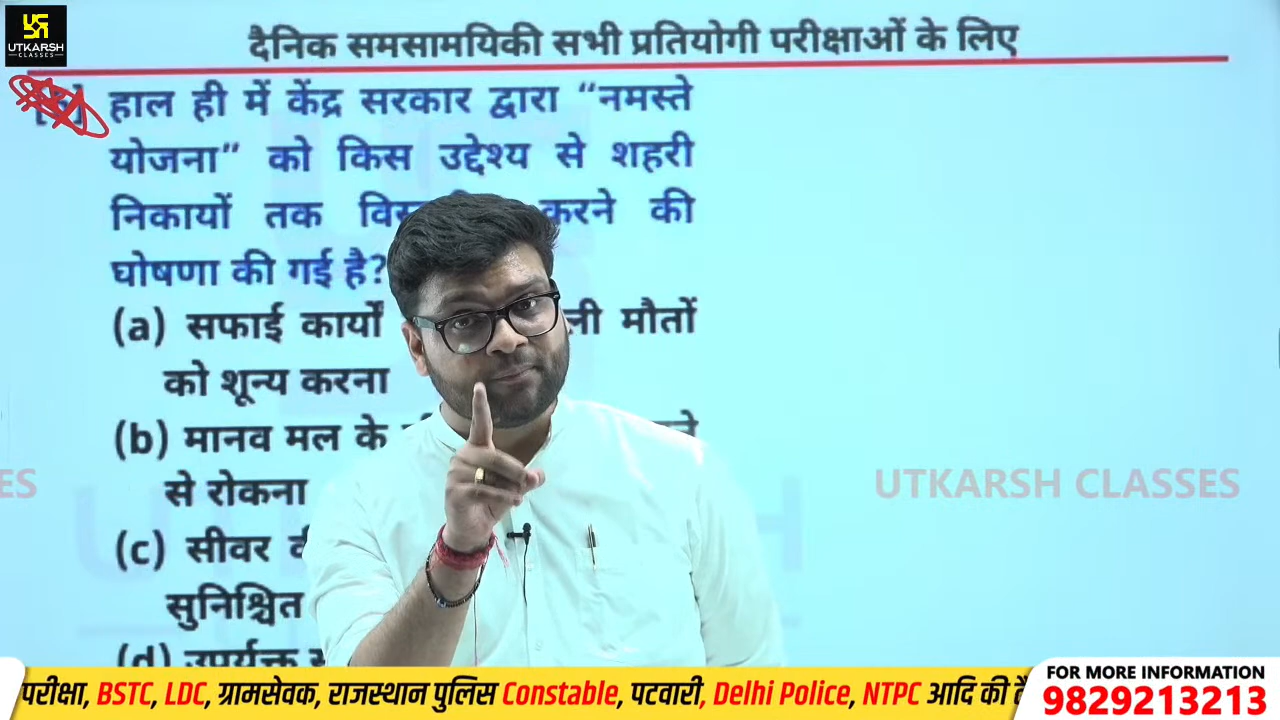 UTKARSH
CLASSES
दैनिक समसामयिकी सभी प्रतियोगी परीक्षाओं के लिए
हाल ही में केंद्र सरकार द्वारा “नमस्ते
योजना” को किस उद्देश्य से शहरी
निकायों तक करने की
घोषणा की गई है?
(a) सफाई कार्यों मौतों
को शून्य करना
(b) मानव मल के
से रोकना
(c) सीवर
सुनिश्चित
(d) उपर्युक्त
UTKARSH CLASSES
परीक्षा, BSTC, LDC, ग्रामसेवक, राजस्थान पुलिस Constable, पटवारी, Delhi Police, NTPC आदि की
FOR MORE INFORMATION
9829213213